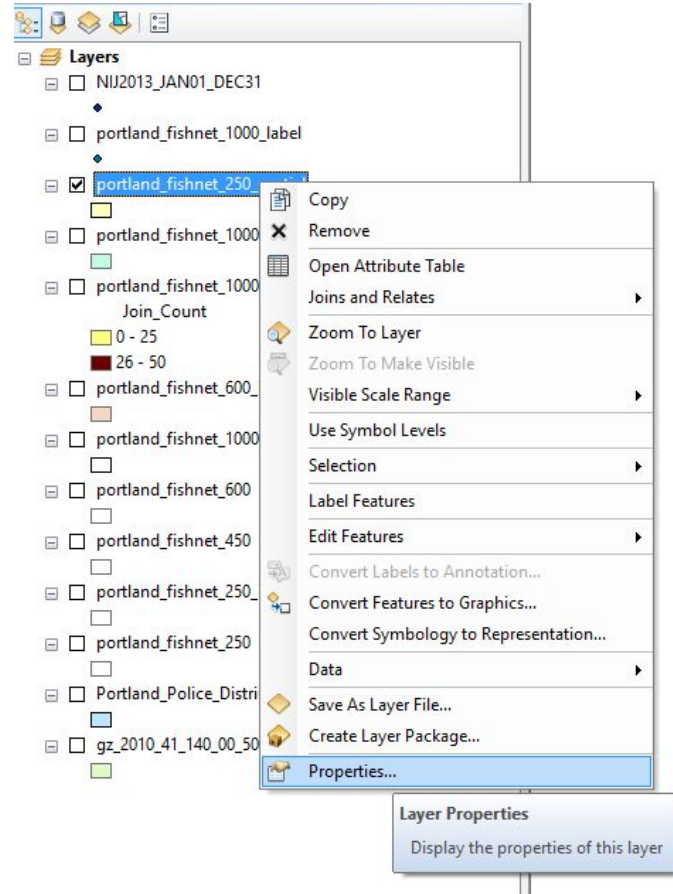 Layers
NIJ2013_JAN01_DEC31
portland_fishnet_1000_label
portland_fishnet_250_
portland_fishnet_1000
portland_fishnet_1000
Join_Count
0 - 25
26 - 50
portland_fishnet_600_
portland_fishnet_1000
portland_fishnet_600
portland_fishnet_450
portland_fishnet_250_
portland_fishnet_250
Portland_Police_Distri
gz_2010_41_140_00_50
Copy
Remove
Open Attribute Table
Joins and Relates
Zoom To Layer
Zoom To Make Visible
Visible Scale Range
Use Symbol Levels
Selection
Label Features
Edit Features
Convert Labels to Annotation...
Convert Features to Graphics...
Convert Symbology to Representation...
Data
Save As Layer File...
Create Layer Package...
Properties...
Layer Properties
Display the properties of this layer